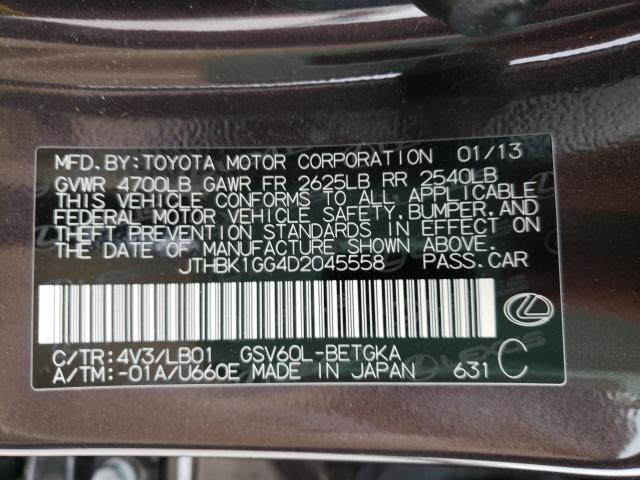 MFD.BY:TOYOTA MOTOR CORPORATION 01/13
GVWR 4700LB GAWR FR 2625LB RR 2540LB
THIS VEHICLE CONFORMS TO ALL APPLICABLE
FEDERAL MOTOR VEHICLE SAFETY,BUMPER,AND
THEFT PREVENTION STANDARDS IN EFFECT ON
THE DATE OF MANUFACTURE SHOWN ABOVE.
JTHBK1GG4D2045558 PASS.CAR
C/TR:4V3/LB01 GSV60L-BETGKA
A/TM:-01A/U660E MADE IN JAPAN 631 C